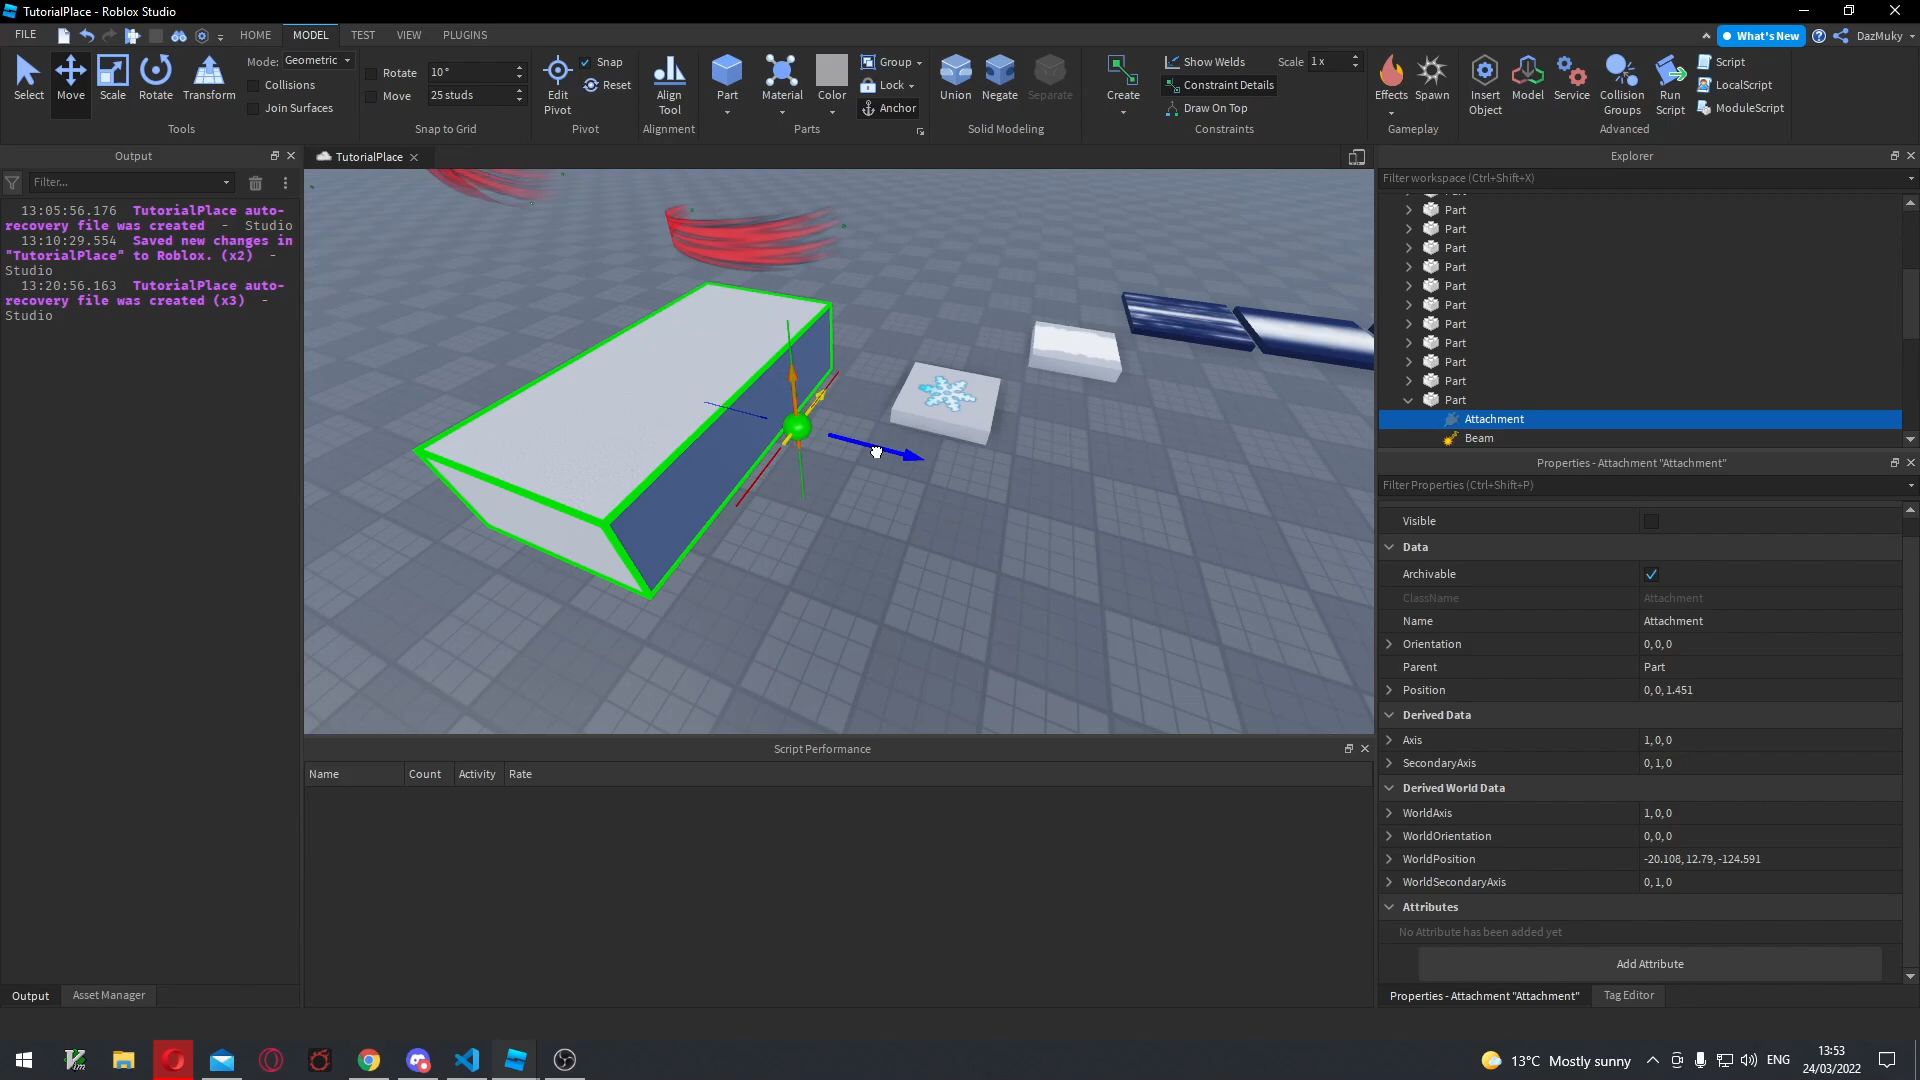 TutorialPlace - Roblox Studio
FILE
HOME
MODEL
TEST
VIEW
PLUGINS
What's New
DazMuky
Select
Move
Scale
Rotate
Transform
Mode: Geometric
Collisions
Join Surfaces
Tools
Rotate 10°
Move 25 studs
Snap to Grid
Edit
Pivot
Snap
Reset
Pivot
Align
Tool
Alignment
Part
Material
Color
Group
Lock
Anchor
Parts
Union
Negate
Separate
Solid Modeling
Create
Show Welds
Scale 1 x
Constraint Details
Draw On Top
Constraints
Effects
Spawn
Gameplay
Insert
Object
Model
Service
Collision
Groups
Run
Script
Script
LocalScript
ModuleScript
Advanced
Output
Filter...
13:05:56.176 TutorialPlace auto-
recovery file was created - Studio
13:10:29.554 Saved new changes in
"TutorialPlace" to Roblox. (x2) -
Studio
13:20:56.163 TutorialPlace auto-
recovery file was created (x3) -
Studio
TutorialPlace
Explorer
Filter workspace (Ctrl+Shift+X)
Part
Part
Part
Part
Part
Part
Part
Part
Part
Part
Part
Attachment
Beam
Properties - Attachment "Attachment"
Filter Properties (Ctrl+Shift+P)
Visible
Data
Archivable
ClassName Attachment
Name Attachment
Orientation 0, 0, 0
Parent Part
Position 0, 0, 1.451
Derived Data
Axis 1, 0, 0
SecondaryAxis 0, 1, 0
Derived World Data
WorldAxis 1, 0, 0
WorldOrientation 0, 0, 0
WorldPosition -20.108, 12.79, -124.591
WorldSecondaryAxis 0, 1, 0
Attributes
No Attribute has been added yet
Add Attribute
Properties - Attachment "Attachment"
Tag Editor
Script Performance
Name Count Activity Rate
Output
Asset Manager
13°C Mostly sunny
ENG
13:53
24/03/2022